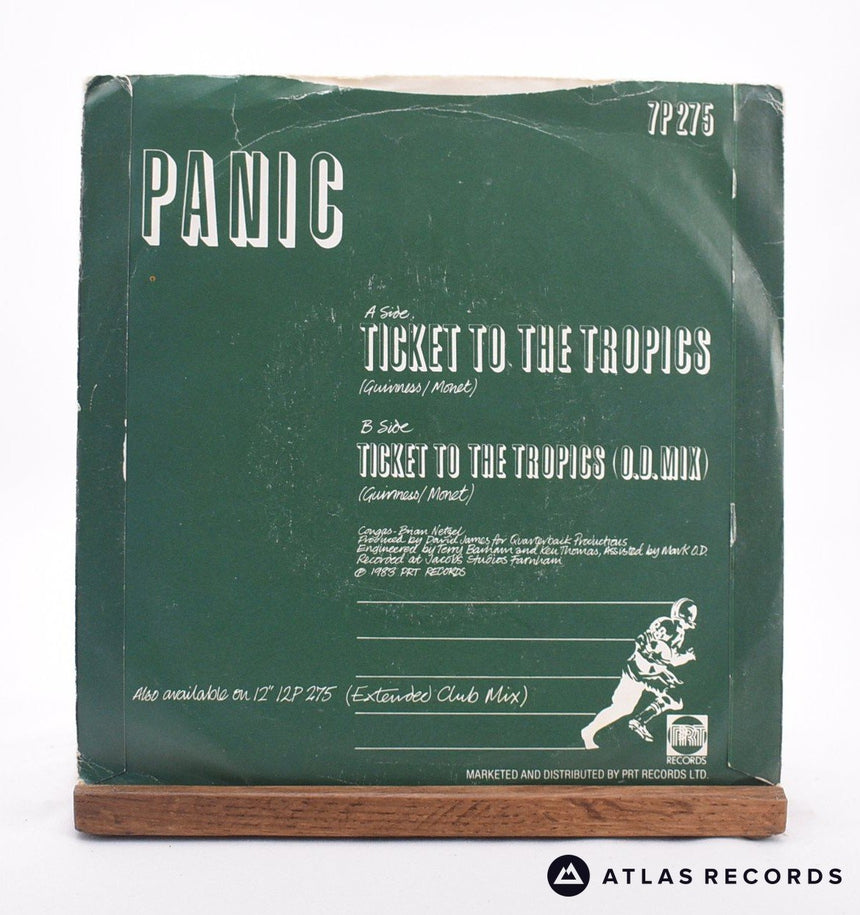 7P 275
PANIC
A Side.
TICKET TO THE TROPICS
(Guinness/Monet)
B Side
TICKET TO THE TROPICS (O.D. MIX)
(Guinness/Monet)
Congas - Brian Netzel
Produced by David James for Quarterback Productions
Engineered by Terry Barham and Ken Thomas, Assisted by Mark O.D.
Recorded at Jacobs Studios Farnham
℗ 1983 PRT RECORDS
Also available on 12" 12P 275 (Extended Club Mix)
PRT
RECORDS
MARKETED AND DISTRIBUTED BY PRT RECORDS LTD.
ATLAS RECORDS